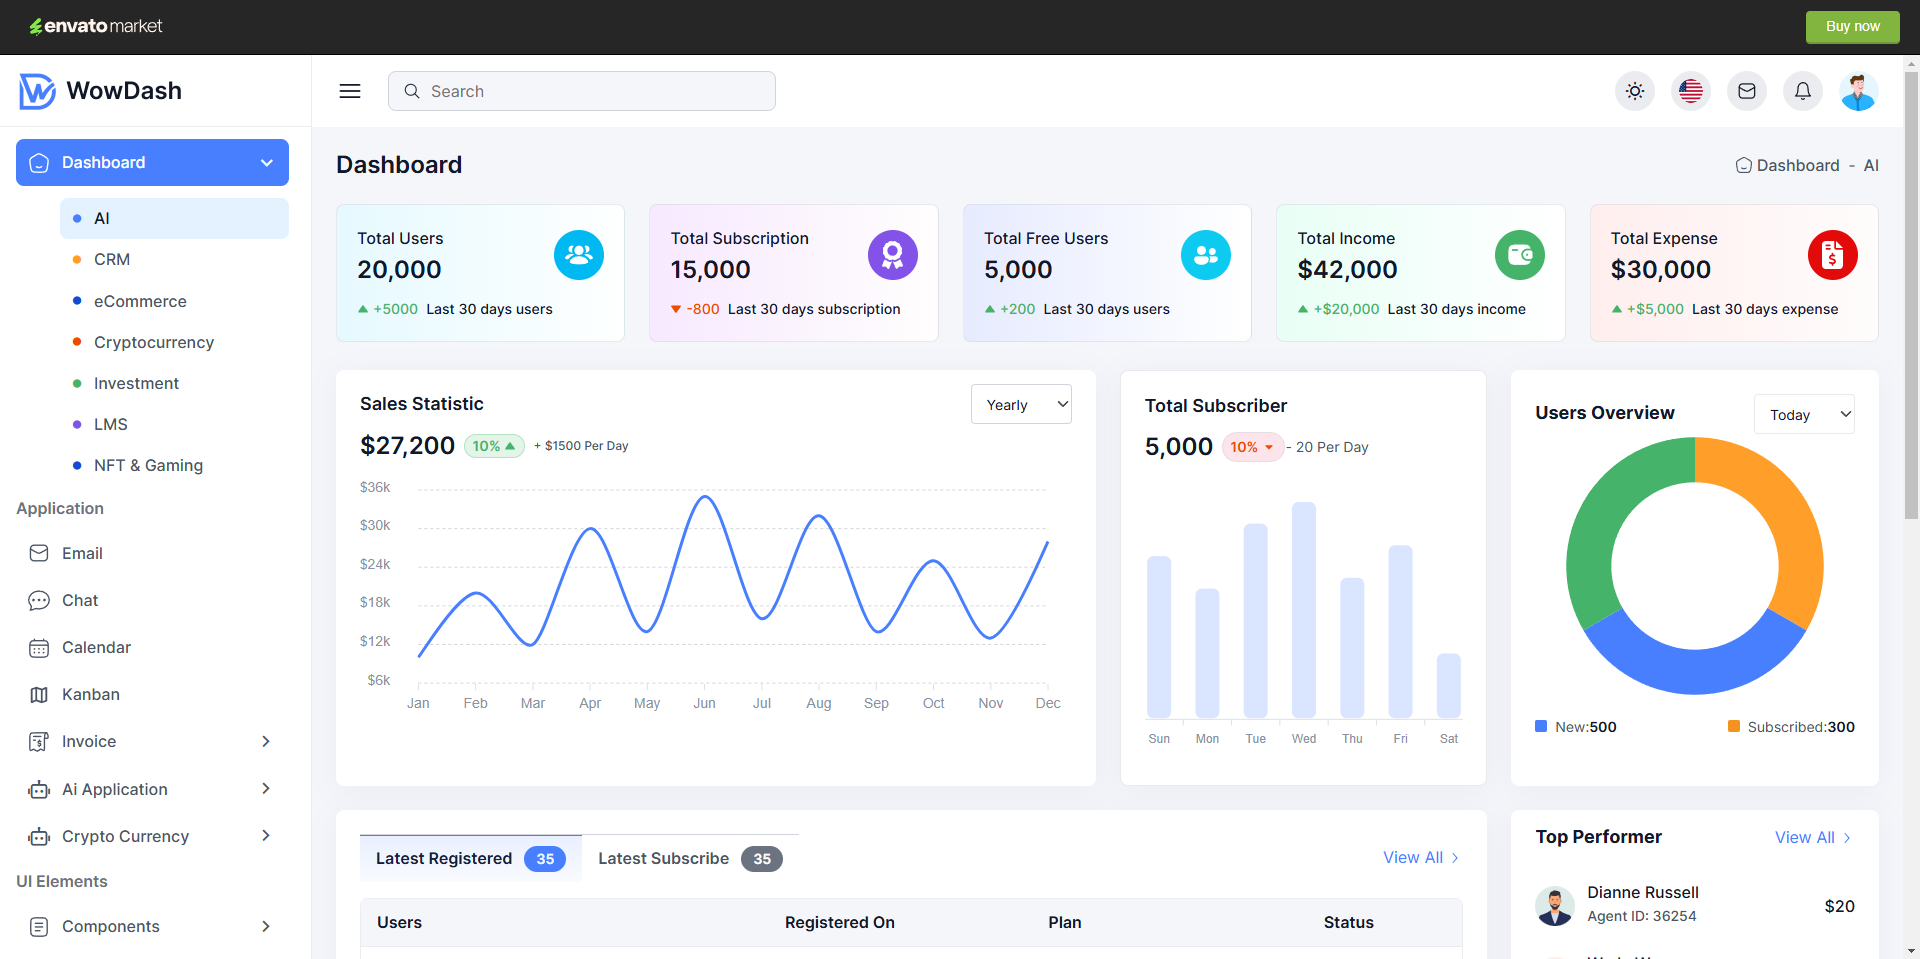 envato market
Buy now
WowDash
Search
Dashboard
AI
CRM
eCommerce
Cryptocurrency
Investment
LMS
NFT & Gaming
Application
Email
Chat
Calendar
Kanban
Invoice
Ai Application
Crypto Currency
UI Elements
Components
Dashboard
Dashboard - AI
Total Users
20,000
+5000 Last 30 days users
Total Subscription
15,000
-800 Last 30 days subscription
Total Free Users
5,000
+200 Last 30 days users
Total Income
$42,000
+$20,000 Last 30 days income
Total Expense
$30,000
+$5,000 Last 30 days expense
Sales Statistic
Yearly
$27,200 10% + $1500 Per Day
$36k
$30k
$24k
$18k
$12k
$6k
Jan Feb Mar Apr May Jun Jul Aug Sep Oct Nov Dec
Total Subscriber
5,000 10% - 20 Per Day
Sun Mon Tue Wed Thu Fri Sat
Users Overview
Today
New:500 Subscribed:300
Latest Registered 35 Latest Subscribe 35
View All
Users Registered On Plan Status
Top Performer
View All
Dianne Russell
Agent ID: 36254
$20